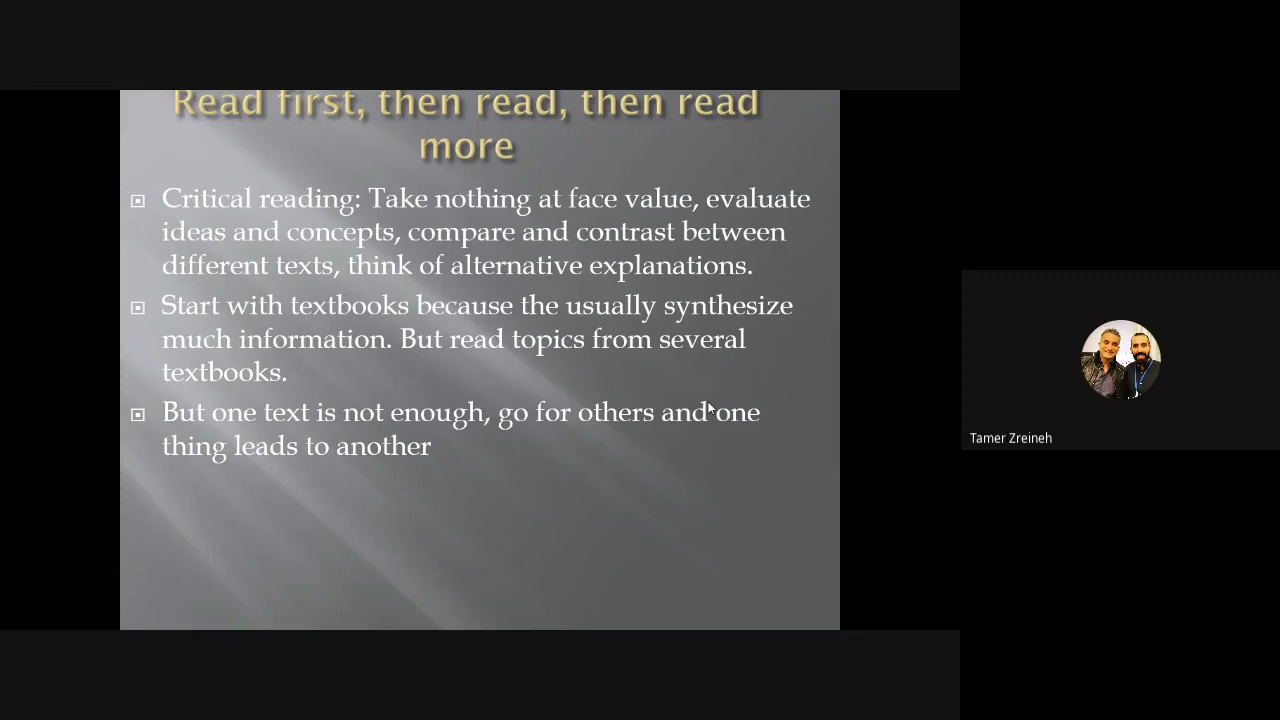 Read first, then read, then read
more
Critical reading: Take nothing at face value, evaluate
ideas and concepts, compare and contrast between
different texts, think of alternative explanations.
Start with textbooks because the usually synthesize
much information. But read topics from several
textbooks.
But one text is not enough, go for others and one
thing leads to another
Tamer Zreineh